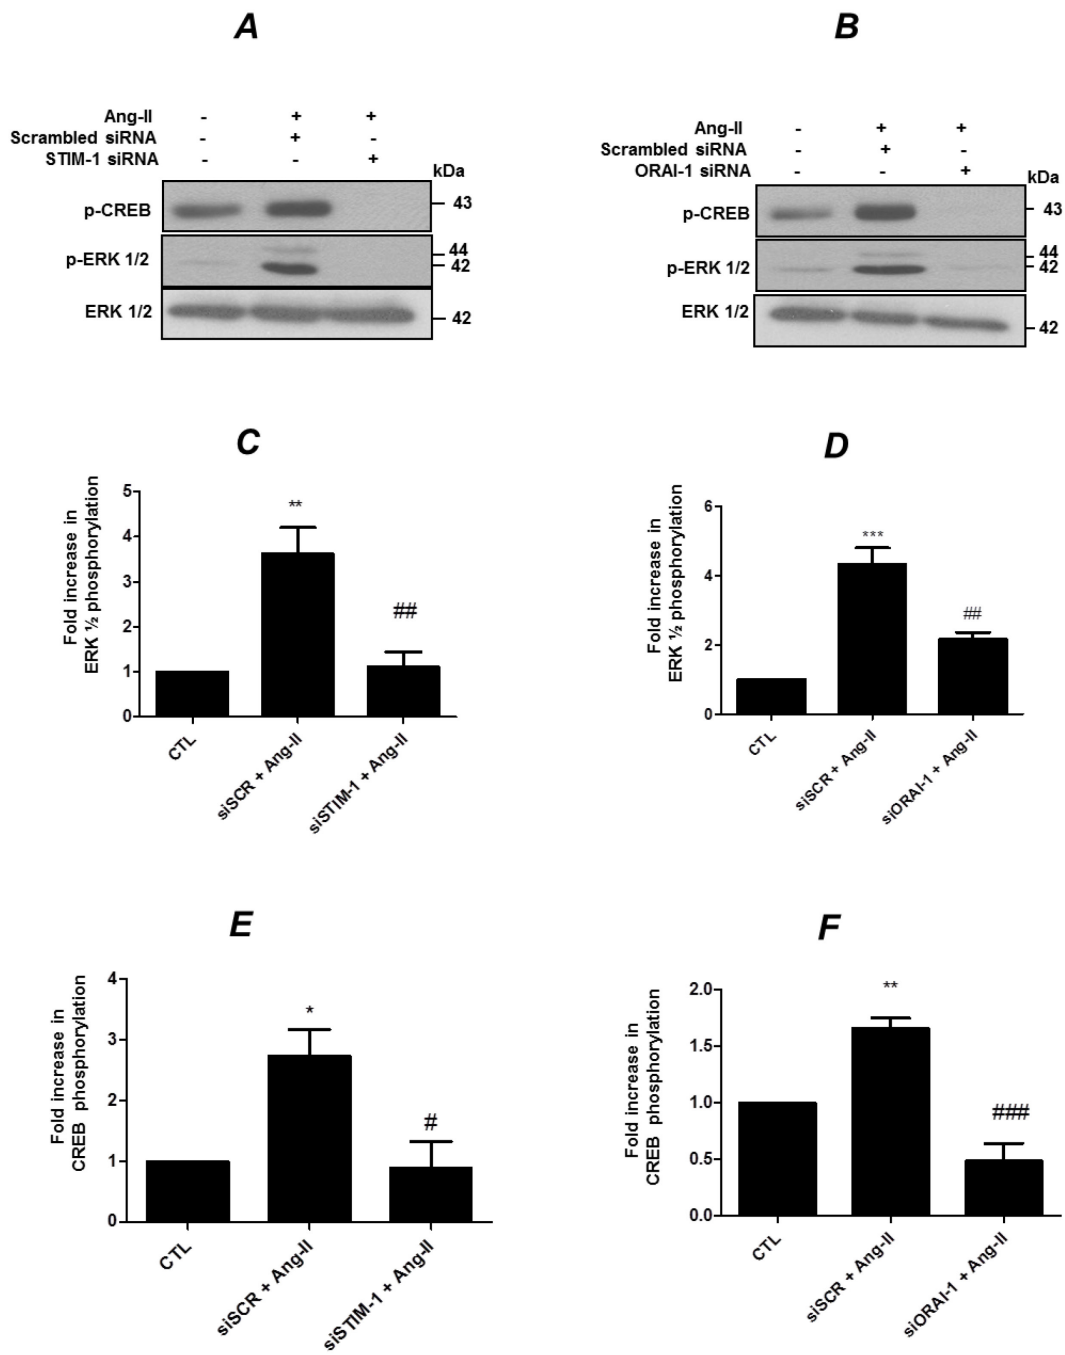 A
B
Ang-II - + +
Scrambled siRNA - + -
STIM-1 siRNA - - +
kDa
p-CREB 43
p-ERK 1/2 44
42
ERK 1/2 42
Ang-II - + +
Scrambled siRNA - + -
ORAI-1 siRNA - - +
kDa
p-CREB 43
p-ERK 1/2 44
42
ERK 1/2 42
C
Fold increase in
ERK ½ phosphorylation
5
4
3
2
1
0
**
##
CTL
siSCR + Ang-II
siSTIM-1 + Ang-II
D
Fold increase in
ERK ½ phosphorylation
6
4
2
0
***
##
CTL
siSCR + Ang-II
siORAI-1 + Ang-II
E
Fold increase in
CREB phosphorylation
4
3
2
1
0
*
#
CTL
siSCR + Ang-II
siSTIM-1 + Ang-II
F
Fold increase in
CREB phosphorylation
2.0
1.5
1.0
0.5
0.0
**
###
CTL
siSCR + Ang-II
siORAI-1 + Ang-II